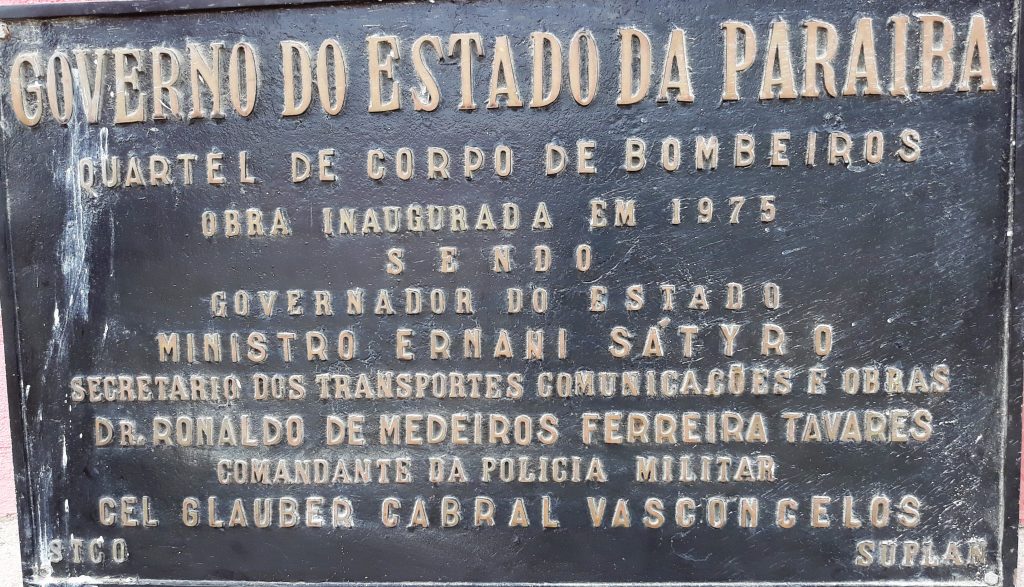 GOVERNO DO ESTADO DA PARAIBA
QUARTEL DE CORPO DE BOMBEIROS
OBRA INAUGURADA EM 1975
SENDO
GOVERNADOR DO ESTADO
MINISTRO ERNANI SÁTYRO
SECRETARIO DOS TRANSPORTES COMUNICAÇÕES E OBRAS
DR. RONALDO DE MEDEIROS FERREIRA TAVARES
COMANDANTE DA POLICIA MILITAR
CEL GLAUBER CABRAL VASCONCELOS
STCO SUPLAN